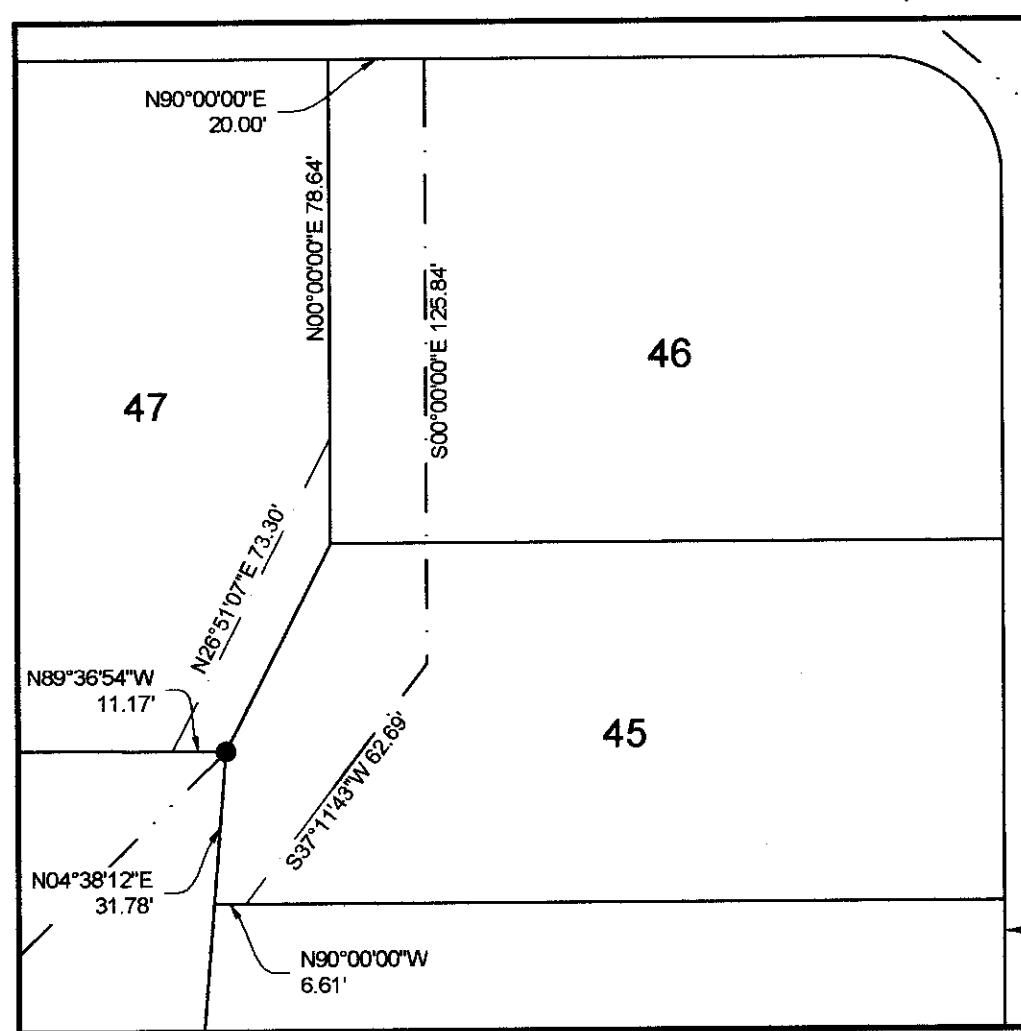 N90°00'00"E
20.00'
N00°00'00"E 78.64'
S00°00'00"E 125.84'
46
47
N26°51'07"E 73.30'
N89°36'54"W
11.17'
45
S37°11'43"W 62.69'
N04°38'12"E
31.78'
N90°00'00"W
6.61'